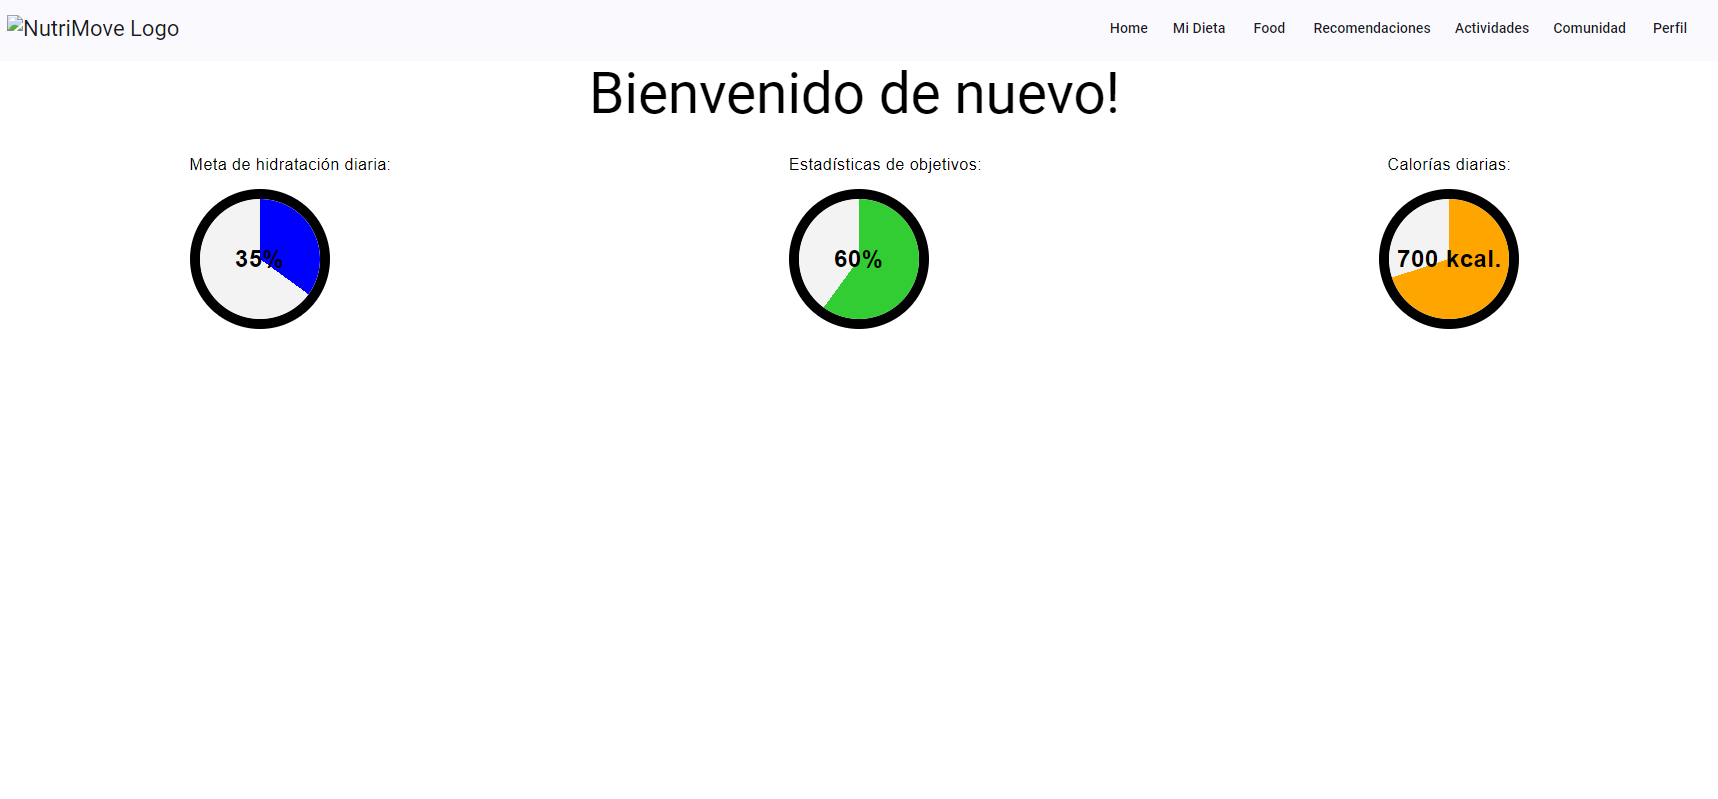 NutriMove Logo
Home Mi Dieta Food Recomendaciones Actividades Comunidad Perfil
Bienvenido de nuevo!
Meta de hidratación diaria: Estadísticas de objetivos: Calorías diarias:
35% 60% 700 kcal.